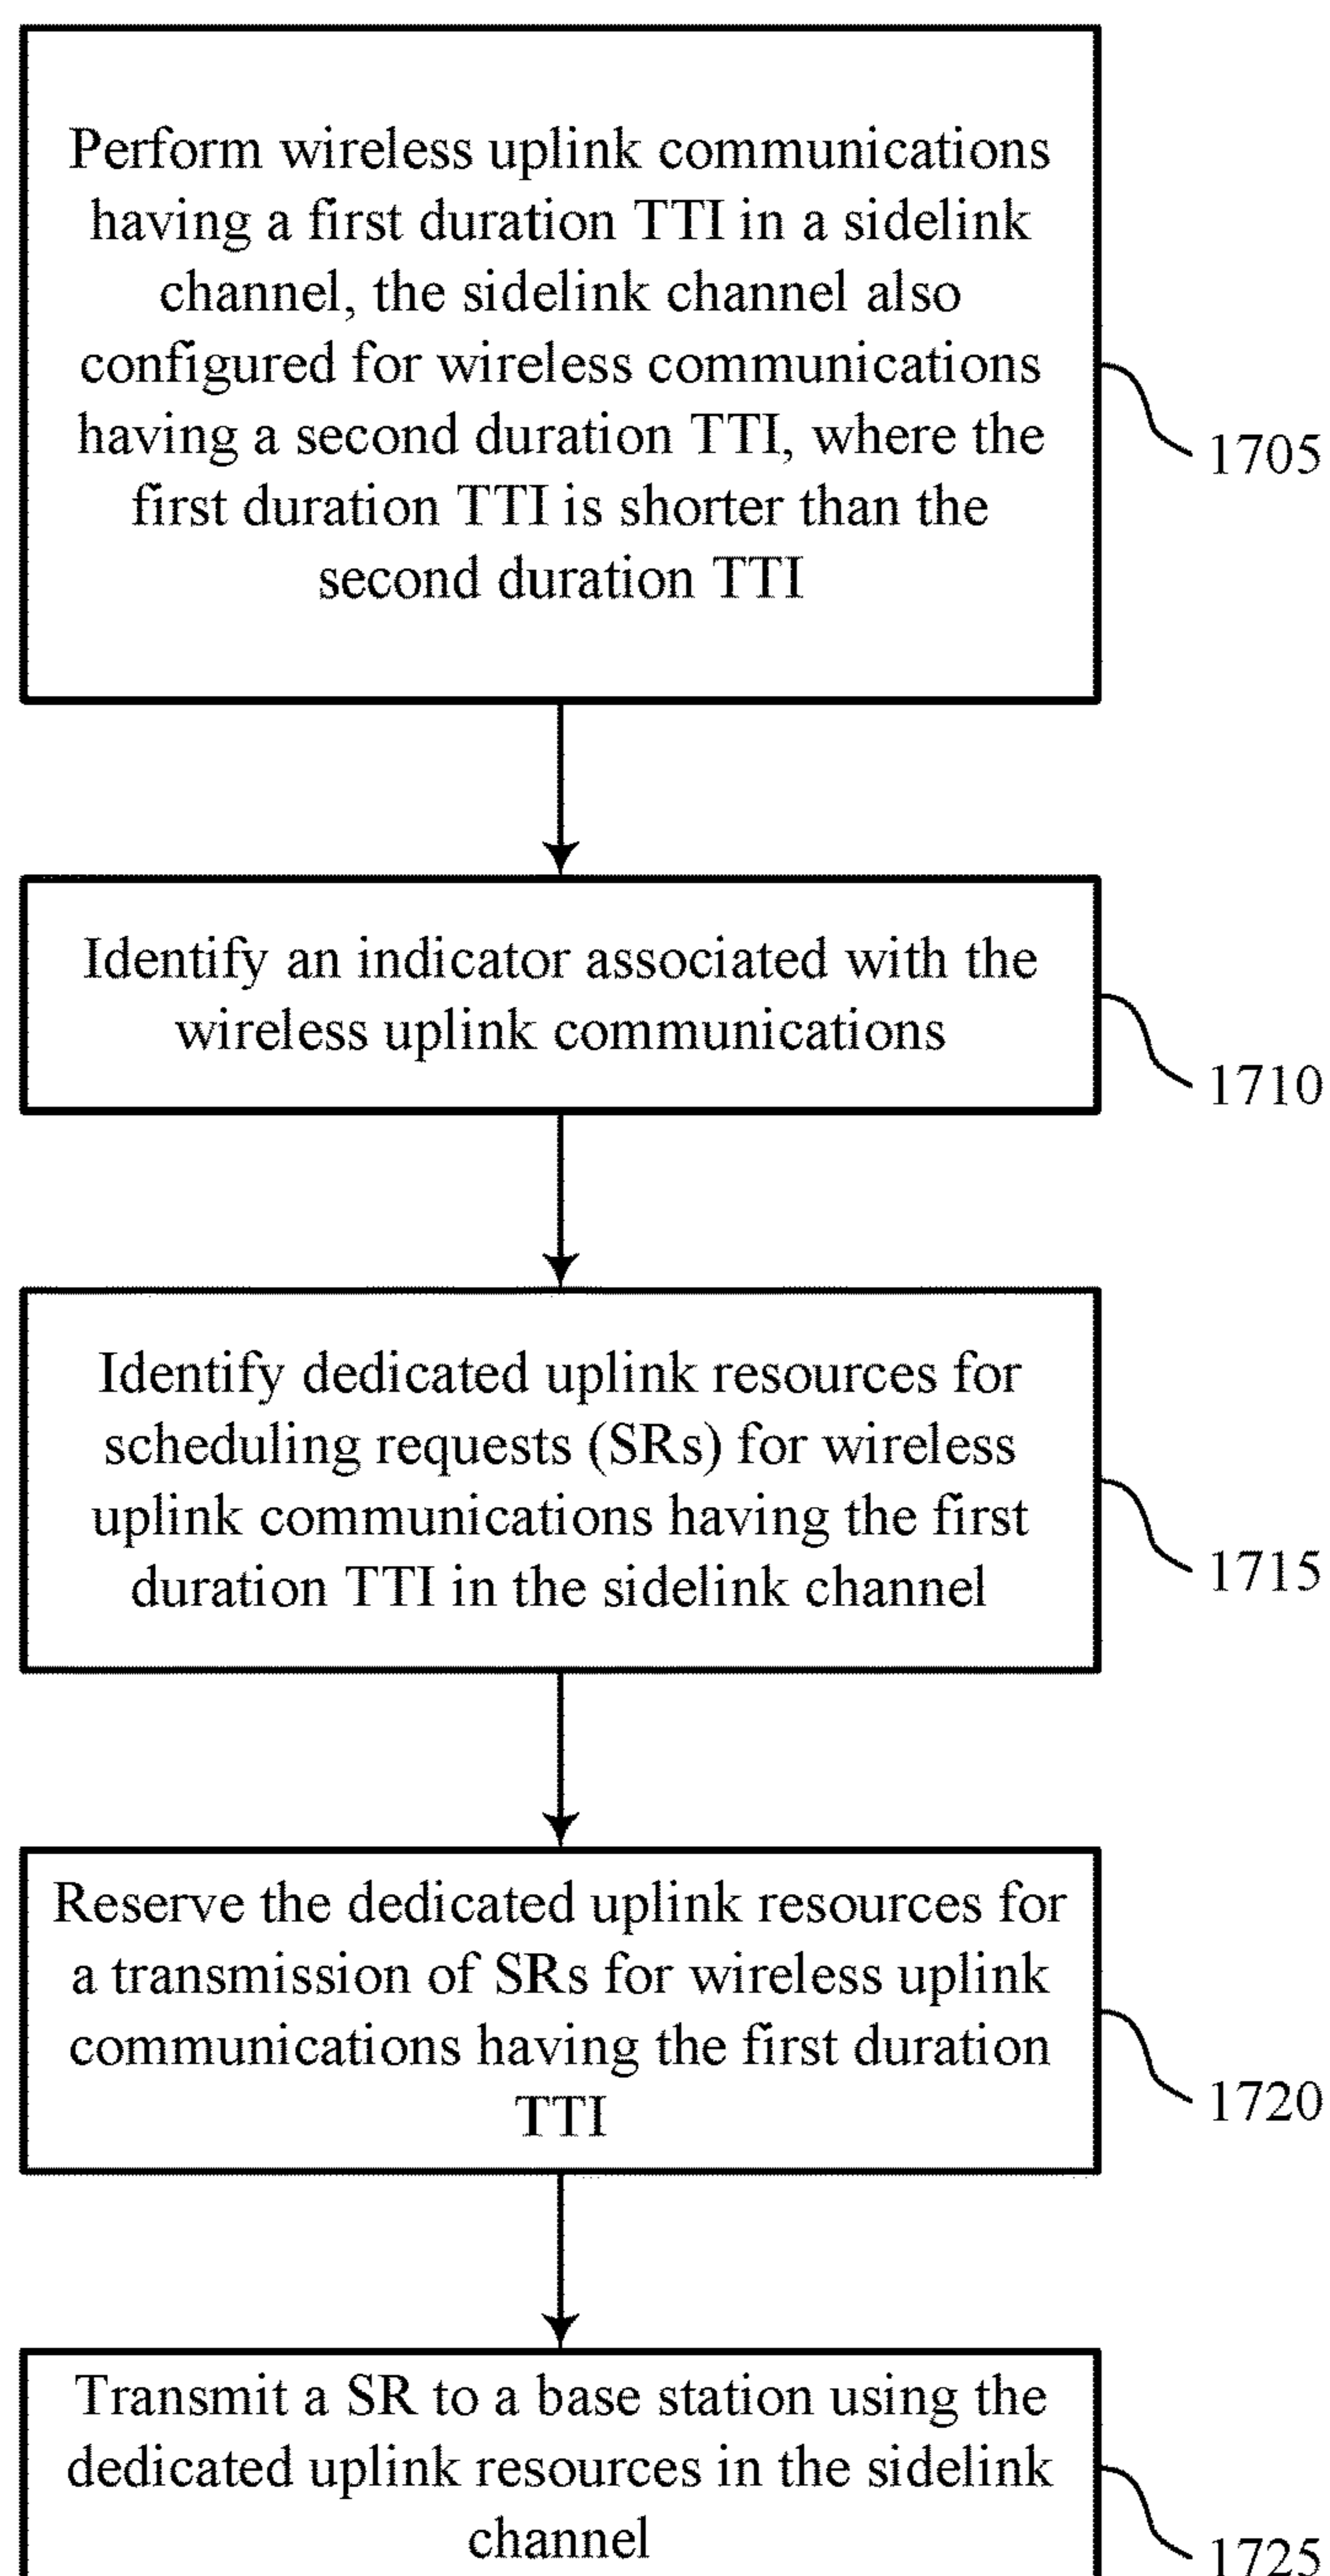 Perform wireless uplink communications
having a first duration TTI in a sidelink
channel, the sidelink channel also
configured for wireless communications
having a second duration TTI, where the
first duration TTI is shorter than the
second duration TTI
1705
Identify an indicator associated with the
wireless uplink communications
1710
Identify dedicated uplink resources for
scheduling requests (SRs) for wireless
uplink communications having the first
duration TTI in the sidelink channel
1715
Reserve the dedicated uplink resources for
a transmission of SRs for wireless uplink
communications having the first duration
TTI
1720
Transmit a SR to a base station using the
dedicated uplink resources in the sidelink
channel
1725